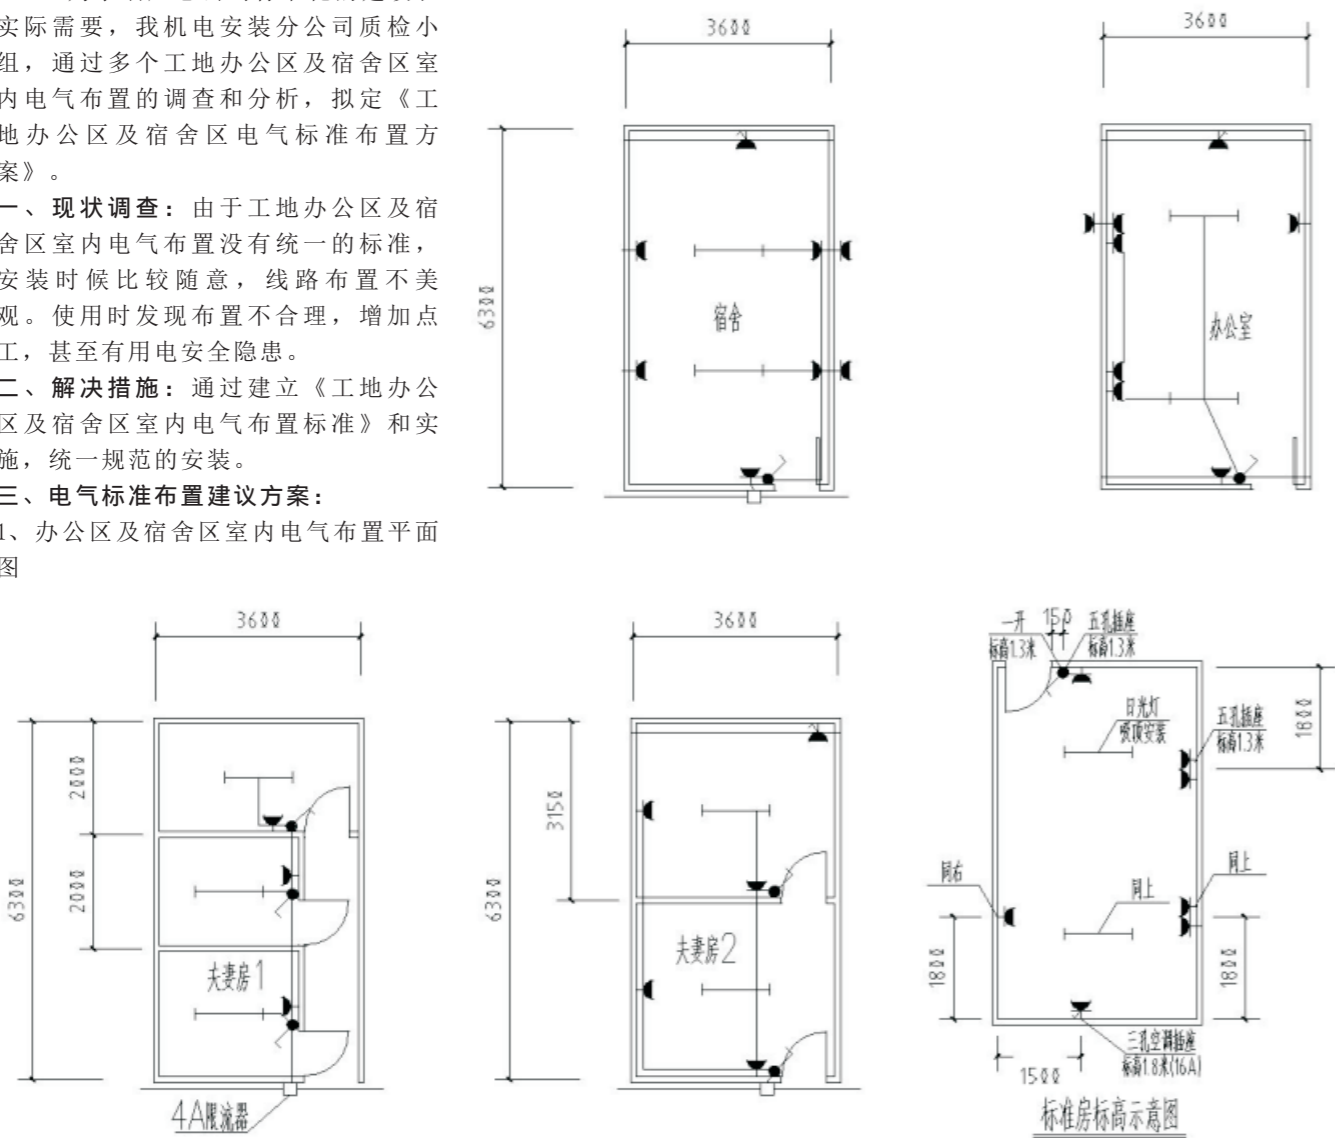 实际需要，我机电安装分公司质检小
组，通过多个工地办公区及宿舍区室
内电气布置的调查和分析，拟定《工
地办公区及宿舍区电气标准布置方
案》。
一、现状调查：由于工地办公区及宿
舍区室内电气布置没有统一的标准，
安装时候比较随意，线路布置不美
观。使用时发现布置不合理，增加点
工，甚至有用电安全隐患。
二、解决措施：通过建立《工地办公
区及宿舍区室内电气布置标准》和实
施，统一规范的安装。
三、电气标准布置建议方案：
1、办公区及宿舍区室内电气布置平面
图
3600
6300
宿舍
3600
办公室
3600
2000
2000
6300
夫妻房1
4A限流器
3600
3150
6300
夫妻房2
一开
标高1.3米
150
五孔插座
标高1.3米
日光灯
吸顶安装
五孔插座
标高1.3米
1800
同右
同上
同上
1800
1800
三孔空调插座
标高1.8米(16A)
1500
标准房标高示意图